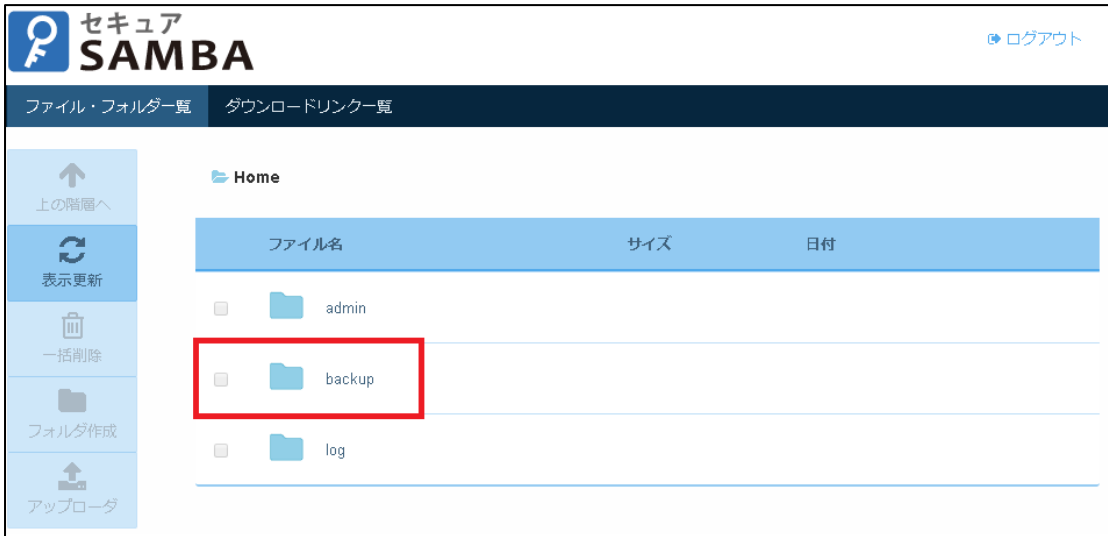 セキュア
SAMBA
ログアウト
ファイル・フォルダ一覧 ダウンロードリンク一覧
上の階層へ
表示更新
一括削除
フォルダ作成
アップローダ
Home
ファイル名 サイズ 日付
admin
backup
log